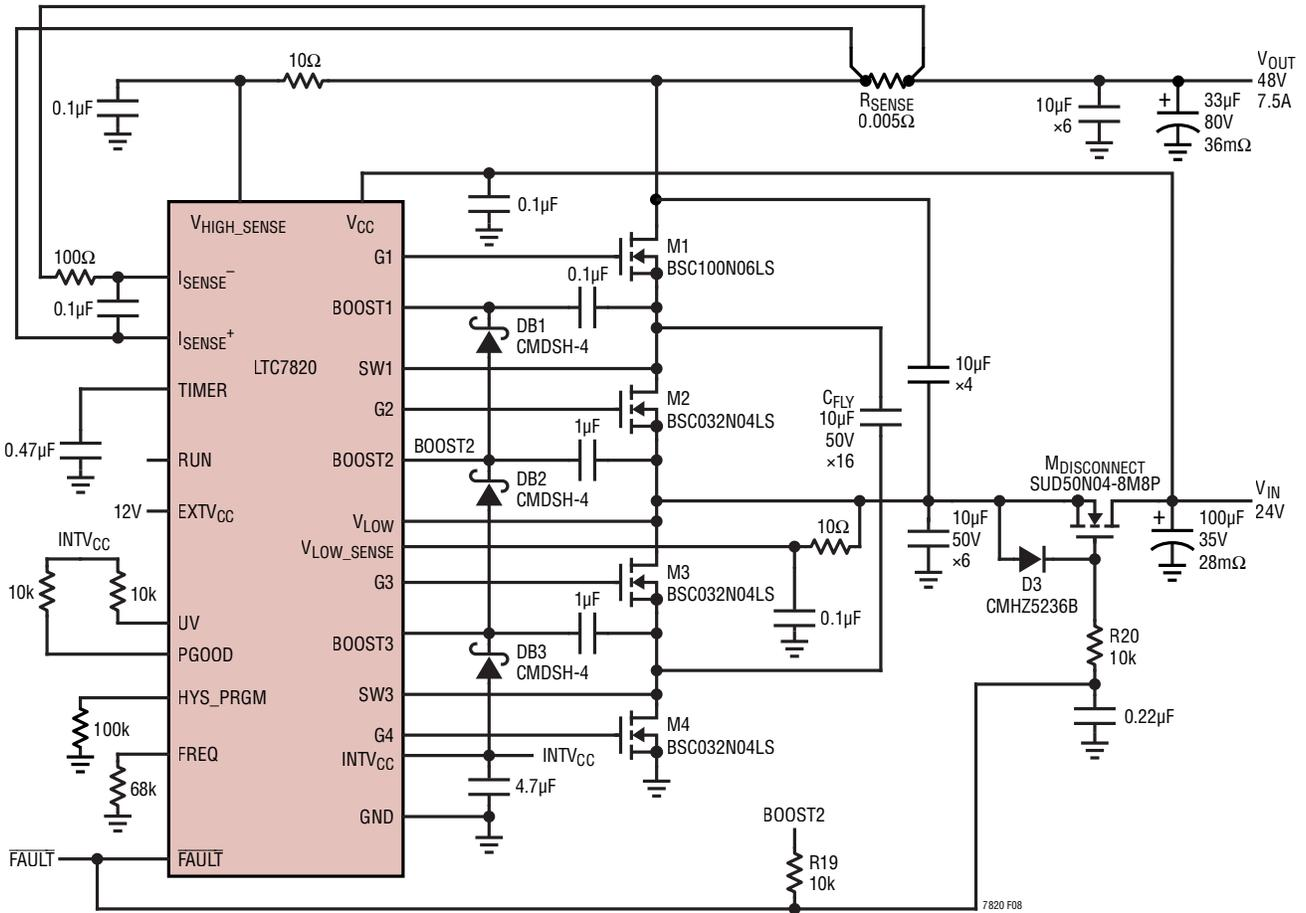 10Ω
0.1µF
RSENSE
0.005Ω
10µF
×6
+
33µF
80V
36mΩ
VOUT
48V
7.5A
VHIGH_SENSE
VCC
0.1µF
100Ω
0.1µF
ISENSE–
ISENSE+
LTC7820
TIMER
0.47µF
RUN
12V
EXTVCC
INTVCC
10k
10k
UV
PGOOD
HYS_PRGM
100k
FREQ
68k
FAULT
FAULT
G1
BOOST1
SW1
G2
BOOST2
VLOW
VLOW_SENSE
G3
BOOST3
SW3
G4
INTVCC
GND
M1
BSC100N06LS
0.1µF
DB1
CMDSH-4
M2
BSC032N04LS
1µF
BOOST2
DB2
CMDSH-4
M3
BSC032N04LS
1µF
DB3
CMDSH-4
M4
BSC032N04LS
INTVCC
4.7µF
CFLY
10µF
50V
×16
10µF
×4
10Ω
0.1µF
10µF
50V
×6
MDISCONNECT
SUD50N04-8M8P
VIN
24V
+
100µF
35V
28mΩ
D3
CMHZ5236B
R20
10k
0.22µF
BOOST2
R19
10k
7820 F08